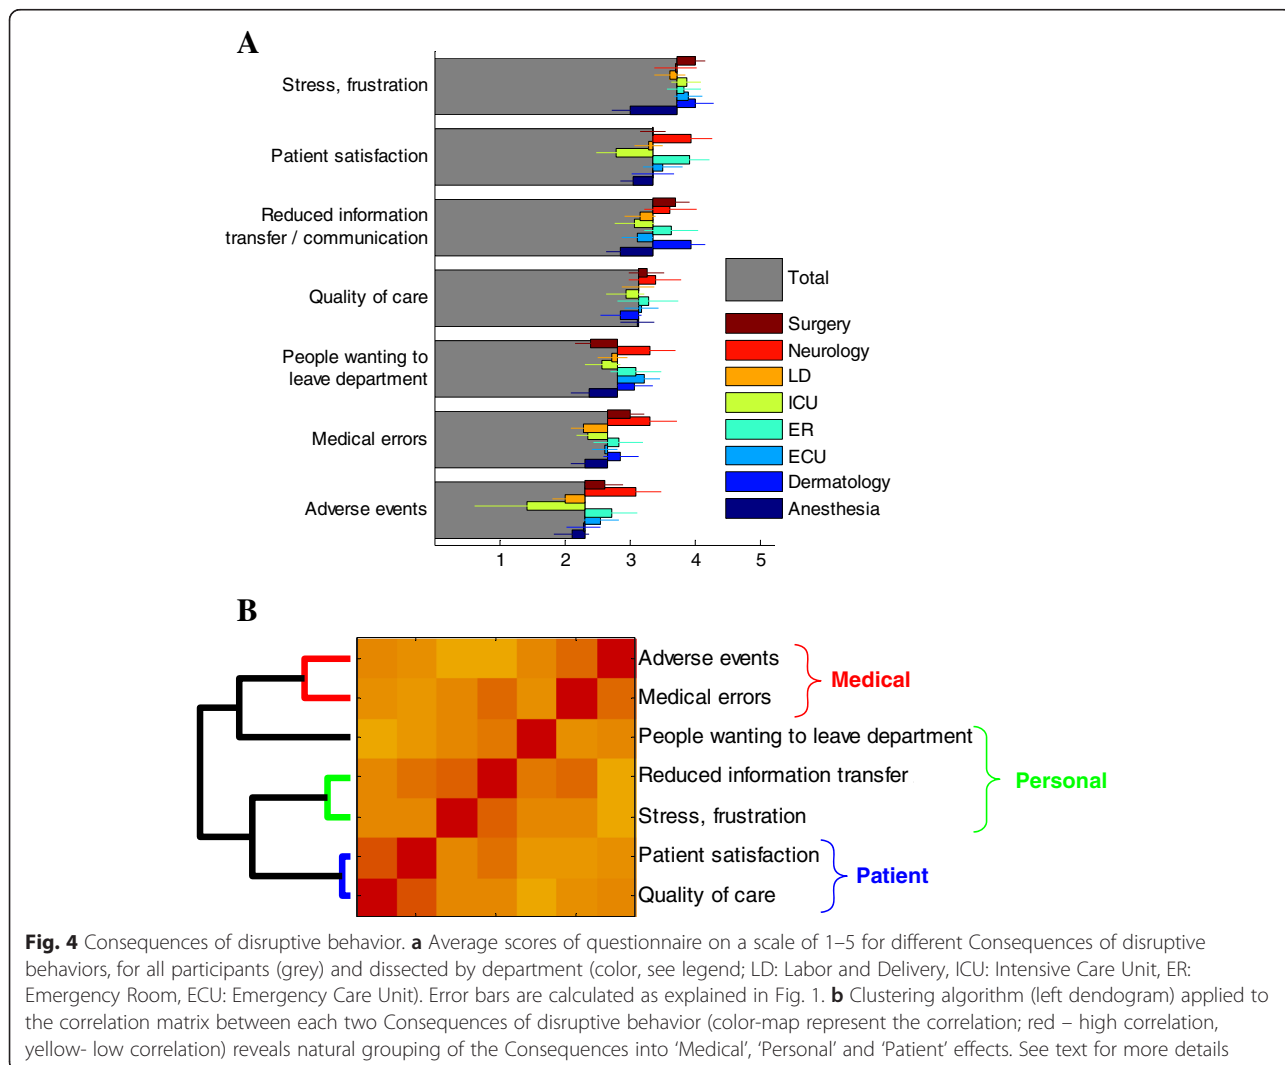 A
Stress, frustration
Patient satisfaction
Reduced information
transfer / communication
Quality of care
People wanting to
leave department
Medical errors
Adverse events
1 2 3 4 5
Total
Surgery
Neurology
LD
ICU
ER
ECU
Dermatology
Anesthesia
B
Adverse events
Medical errors
People wanting to leave department
Reduced information transfer
Stress, frustration
Patient satisfaction
Quality of care
Medical
Personal
Patient
Fig. 4 Consequences of disruptive behavior. a Average scores of questionnaire on a scale of 1–5 for different Consequences of disruptive
behaviors, for all participants (grey) and dissected by department (color, see legend; LD: Labor and Delivery, ICU: Intensive Care Unit, ER:
Emergency Room, ECU: Emergency Care Unit). Error bars are calculated as explained in Fig. 1. b Clustering algorithm (left dendogram) applied to
the correlation matrix between each two Consequences of disruptive behavior (color-map represent the correlation; red – high correlation,
yellow- low correlation) reveals natural grouping of the Consequences into ‘Medical’, ‘Personal’ and ‘Patient’ effects. See text for more details